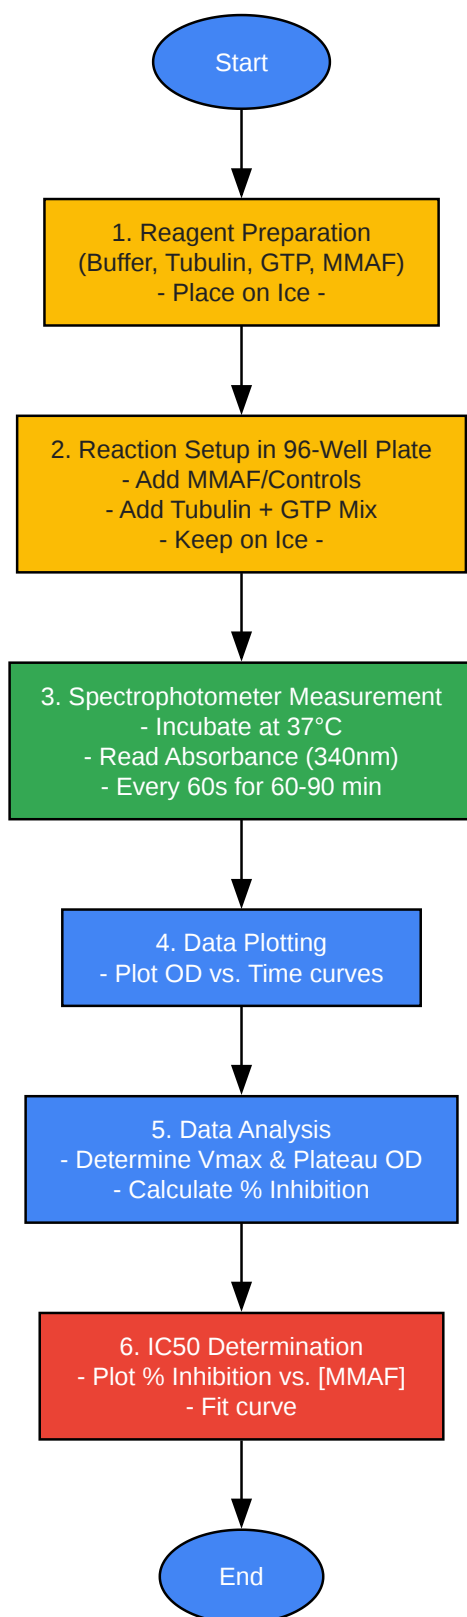 Start
1. Reagent Preparation
(Buffer, Tubulin, GTP, MMAF)
- Place on Ice -
2. Reaction Setup in 96-Well Plate
- Add MMAF/Controls
- Add Tubulin + GTP Mix
- Keep on Ice -
3. Spectrophotometer Measurement
- Incubate at 37°C
- Read Absorbance (340nm)
- Every 60s for 60-90 min
4. Data Plotting
- Plot OD vs. Time curves
5. Data Analysis
- Determine Vmax & Plateau OD
- Calculate % Inhibition
6. IC50 Determination
- Plot % Inhibition vs. [MMAF]
- Fit curve
End